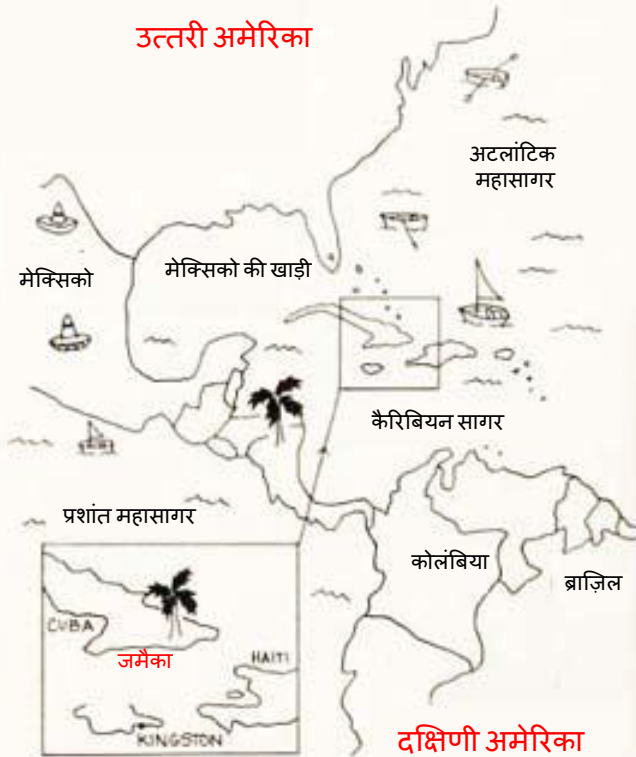 उत्तरी अमेरिका
अटलांटिक
महासागर
मेक्सिको
मेक्सिको की खाड़ी
कैरिबियन सागर
प्रशांत महासागर
कोलंबिया
ब्राज़िल
CUBA
जमैका
HAITI
KINGSTON
दक्षिणी अमेरिका